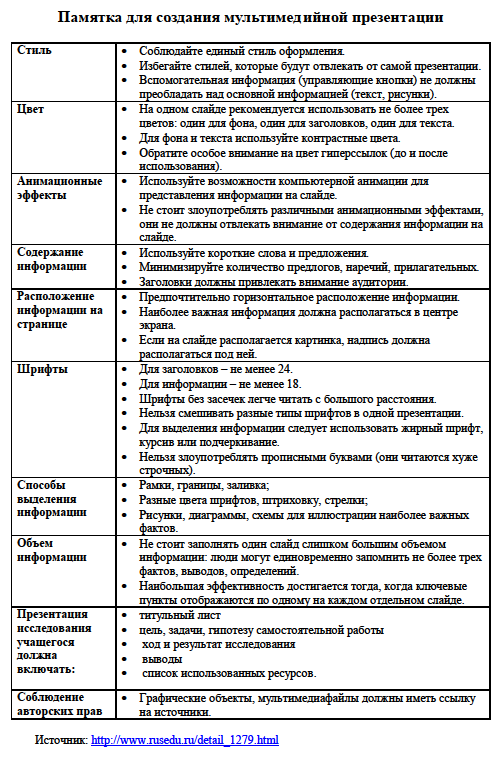 Памятка для создания мультимедийной презентации
Стиль
• Соблюдайте единый стиль оформления.
• Избегайте стилей, которые будут отвлекать от самой презентации.
• Вспомогательная информация (управляющие кнопки) не должны
преобладать над основной информацией (текст, рисунки).
Цвет
• На одном слайде рекомендуется использовать не более трех
цветов: один для фона, один для заголовков, один для текста.
• Для фона и текста используйте контрастные цвета.
• Обратите особое внимание на цвет гиперссылок (до и после
использования).
Анимационные
эффекты
• Используйте возможности компьютерной анимации для
представления информации на слайде.
• Не стоит злоупотреблять различными анимационными эффектами,
они не должны отвлекать внимание от содержания информации на
слайде.
Содержание
информации
• Используйте короткие слова и предложения.
• Минимизируйте количество предлогов, наречий, прилагательных.
• Заголовки должны привлекать внимание аудитории.
Расположение
информации на
странице
• Предпочтительно горизонтальное расположение информации.
• Наиболее важная информация должна располагаться в центре
экрана.
• Если на слайде располагается картинка, надпись должна
располагаться под ней.
Шрифты
• Для заголовков – не менее 24.
• Для информации – не менее 18.
• Шрифты без засечек легче читать с большого расстояния.
• Нельзя смешивать разные типы шрифтов в одной презентации.
• Для выделения информации следует использовать жирный шрифт,
курсив или подчеркивание.
• Нельзя злоупотреблять прописными буквами (они читаются хуже
строчных).
Способы
выделения
информации
• Рамки, границы, заливка;
• Разные цвета шрифтов, штриховку, стрелки;
• Рисунки, диаграммы, схемы для иллюстрации наиболее важных
фактов.
Объем
информации
• Не стоит заполнять один слайд слишком большим объемом
информации: люди могут единовременно запомнить не более трех
фактов, выводов, определений.
• Наибольшая эффективность достигается тогда, когда ключевые
пункты отображаются по одному на каждом отдельном слайде.
Презентация
исследования
учащегося
должна
включать:
• титульный лист
• цель, задачи, гипотезу самостоятельной работы
• ход и результат исследования
• выводы
• список использованных ресурсов.
Соблюдение
авторских прав
• Графические объекты, мультимедиафайлы должны иметь ссылку
на источники.
Источник: http://www.rusedu.ru/detail_1279.html